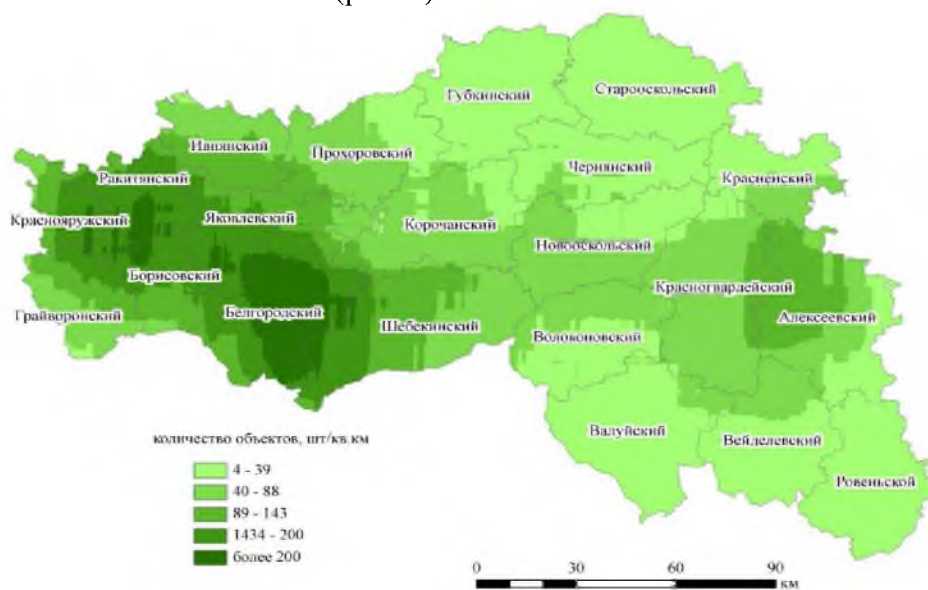 Губкинский
Старооскольский
Ивнянский
Прохоровский
Чернянский
Ракитянский
Красненский
Краснояружский
Яковлевский
Корочанский
Новооскольский
Борисовский
Красногвардейский
Грайворонский
Белгородский
Шебекинский
Алексеевский
Волоконовский
Валуйский
Вейделевский
Ровеньской
количество объектов, шт/кв.км
4 - 39
40 - 88
89 - 143
1434 - 200
более 200
0 30 60 90
км